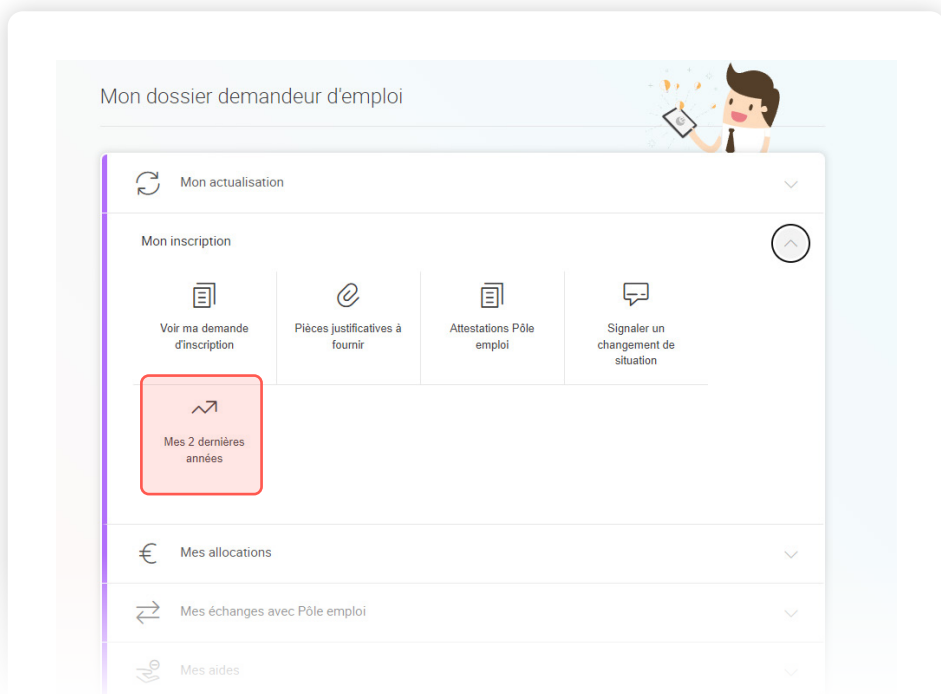 Mon dossier demandeur d'emploi
Mon actualisation
Mon inscription
Voir ma demande
d'inscription
Pièces justificatives à
fournir
Attestations Pôle
emploi
Signaler un
changement de
situation
Mes 2 dernières
années
Mes allocations
Mes échanges avec Pôle emploi
Mes aides